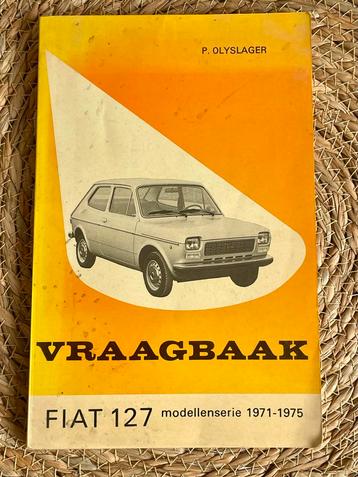 P. OLYSLAGER
VRAAGBAAK
FIAT 127 modellenserie 1971-1975